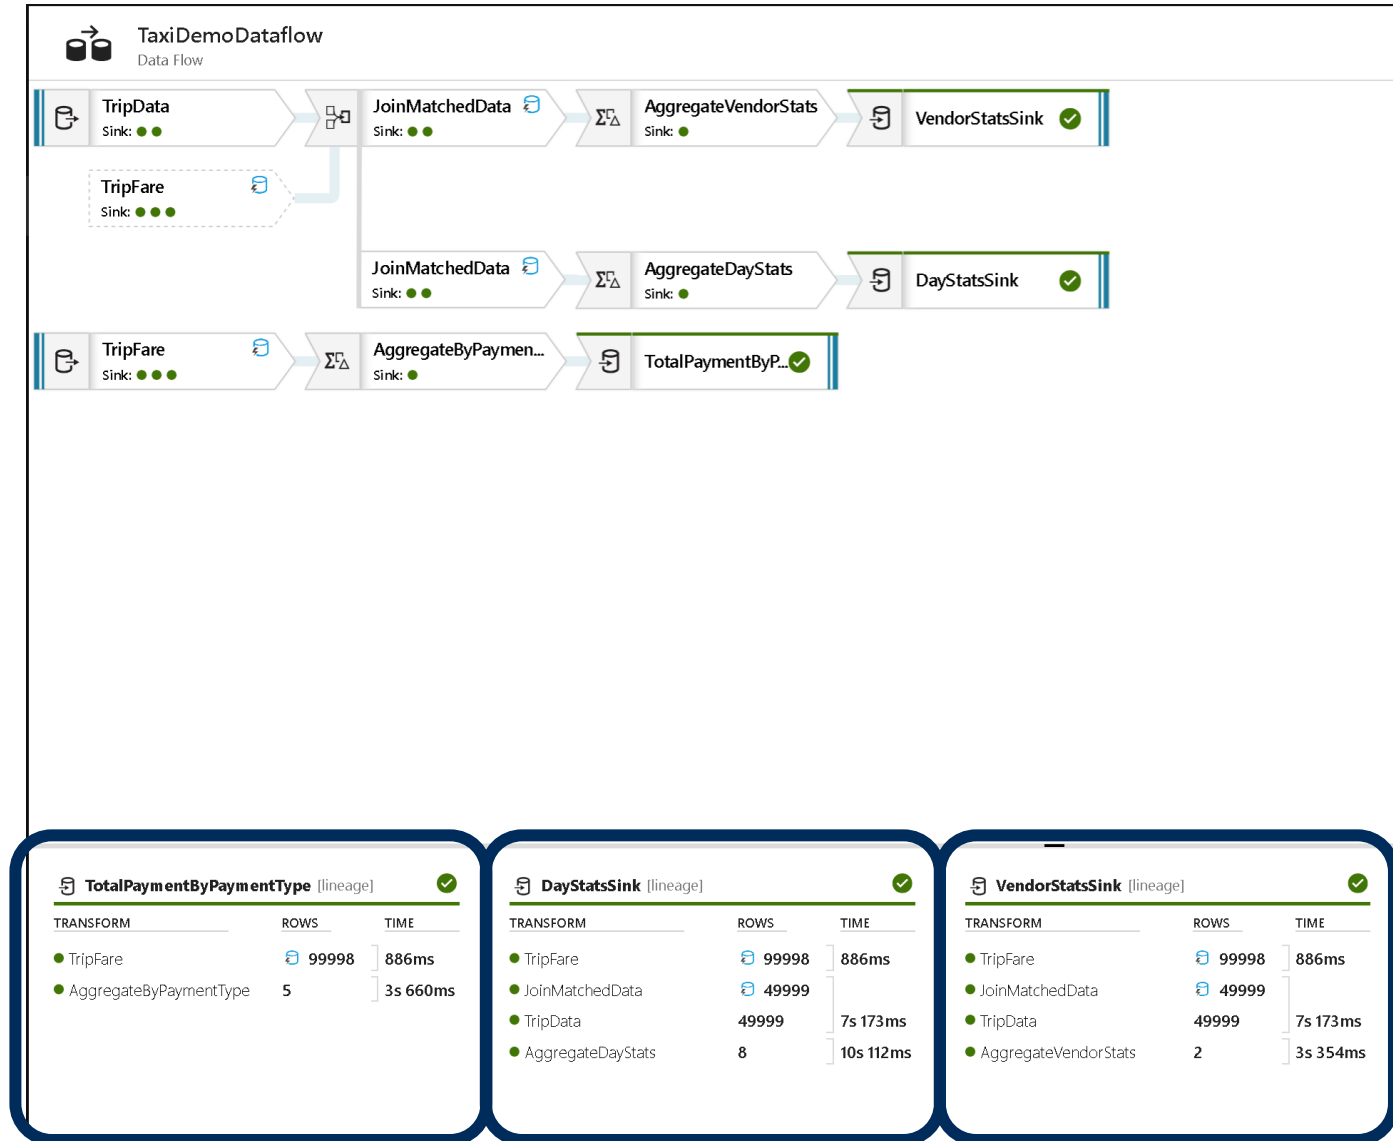 TaxiDemoDataflow
Data Flow
TripData
Sink:
JoinMatchedData
Sink:
AggregateVendorStats
Sink:
VendorStatsSink
TripFare
Sink:
JoinMatchedData
Sink:
AggregateDayStats
Sink:
DayStatsSink
TripFare
Sink:
AggregateByPaymen...
Sink:
TotalPaymentByP...
TotalPaymentByPaymentType [lineage]
TRANSFORM ROWS TIME
TripFare 99998 886ms
AggregateByPaymentType 5 3s 660ms
DayStatsSink [lineage]
TRANSFORM ROWS TIME
TripFare 99998 886ms
JoinMatchedData 49999
TripData 49999 7s 173ms
AggregateDayStats 8 10s 112ms
VendorStatsSink [lineage]
TRANSFORM ROWS TIME
TripFare 99998 886ms
JoinMatchedData 49999
TripData 49999 7s 173ms
AggregateVendorStats 2 3s 354ms